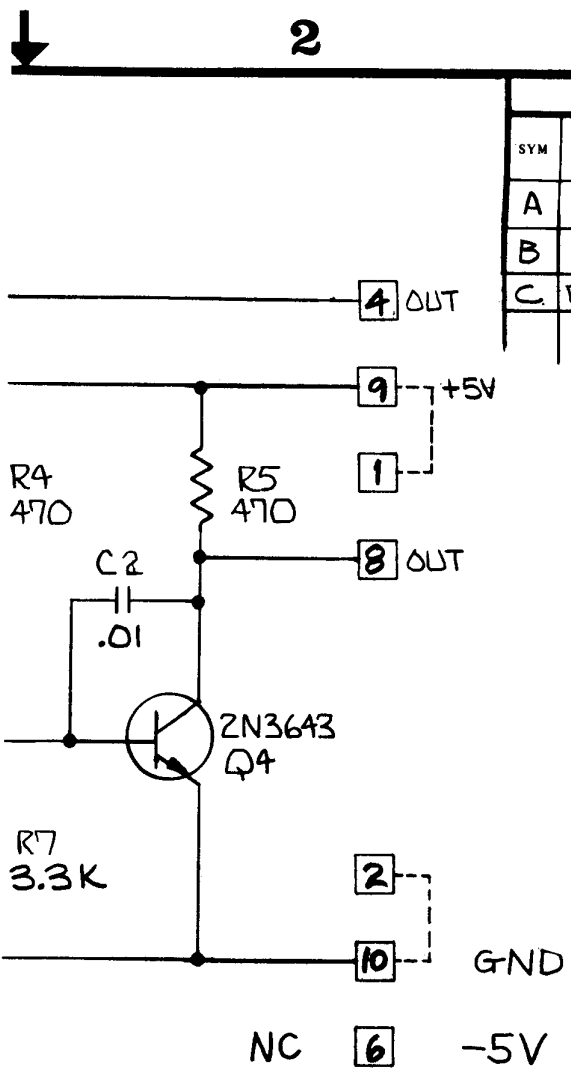 2
SYM
A
B
C.
4 OUT
9 +5V
1
R4
470
R5
470
8 OUT
C2
.01
2N3643
Q4
R7
3.3K
2
10 GND
NC 6 -5V